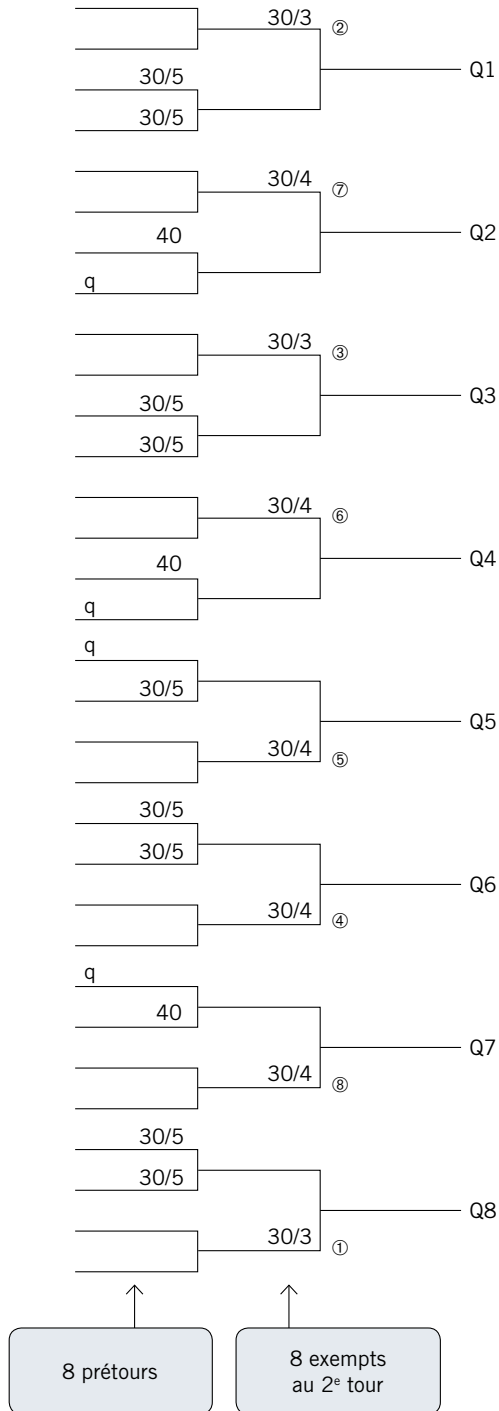 30/3 ②
Q1
30/5
30/5
30/4 ⑦
Q2
40
q
30/3 ③
Q3
30/5
30/5
30/4 ⑥
Q4
40
q
q
30/5
Q5
30/4 ⑤
30/5
30/5
Q6
30/4 ④
q
40
Q7
30/4 ⑧
30/5
30/5
Q8
30/3 ①
8 prétours
8 exempts
au 2e tour